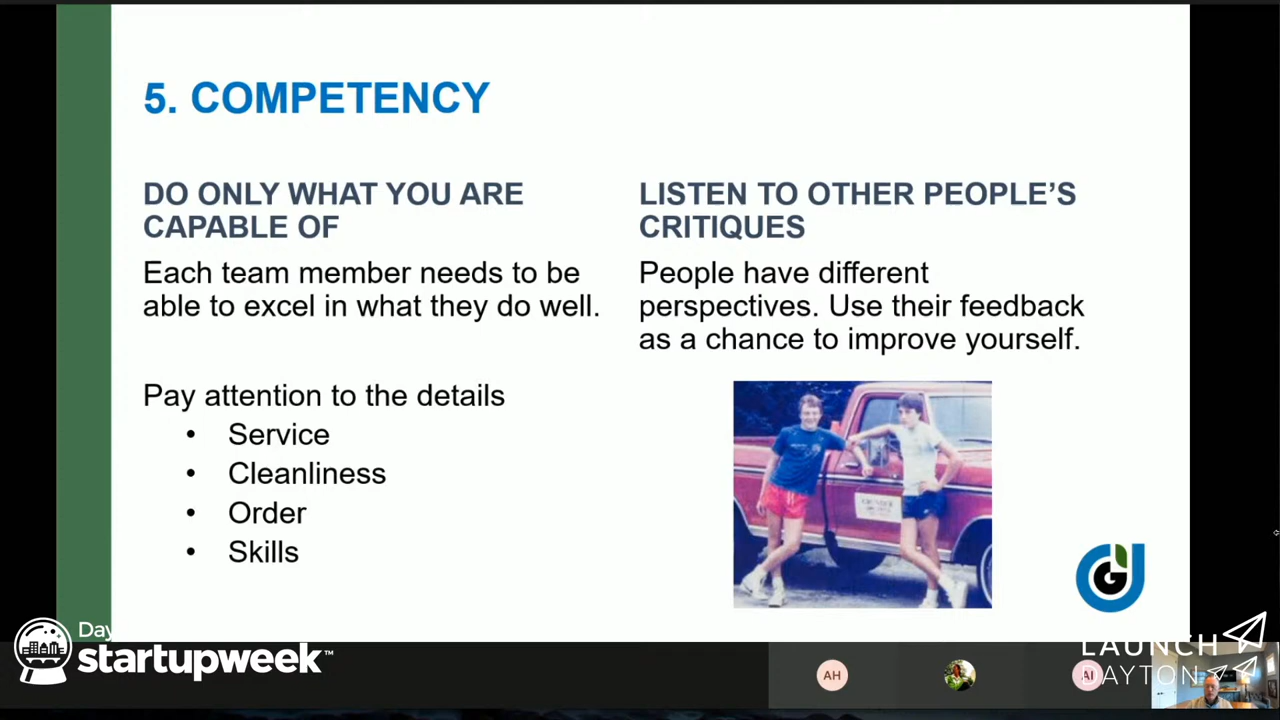 5. COMPETENCY
DO ONLY WHAT YOU ARE
CAPABLE OF
Each team member needs to be
able to excel in what they do well.
Pay attention to the details
• Service
• Cleanliness
• Order
• Skills
LISTEN TO OTHER PEOPLE’S
CRITIQUES
People have different
perspectives. Use their feedback
as a chance to improve yourself.
G
Day
startupweek™
AH
AI
LAUNCH
DAYTON